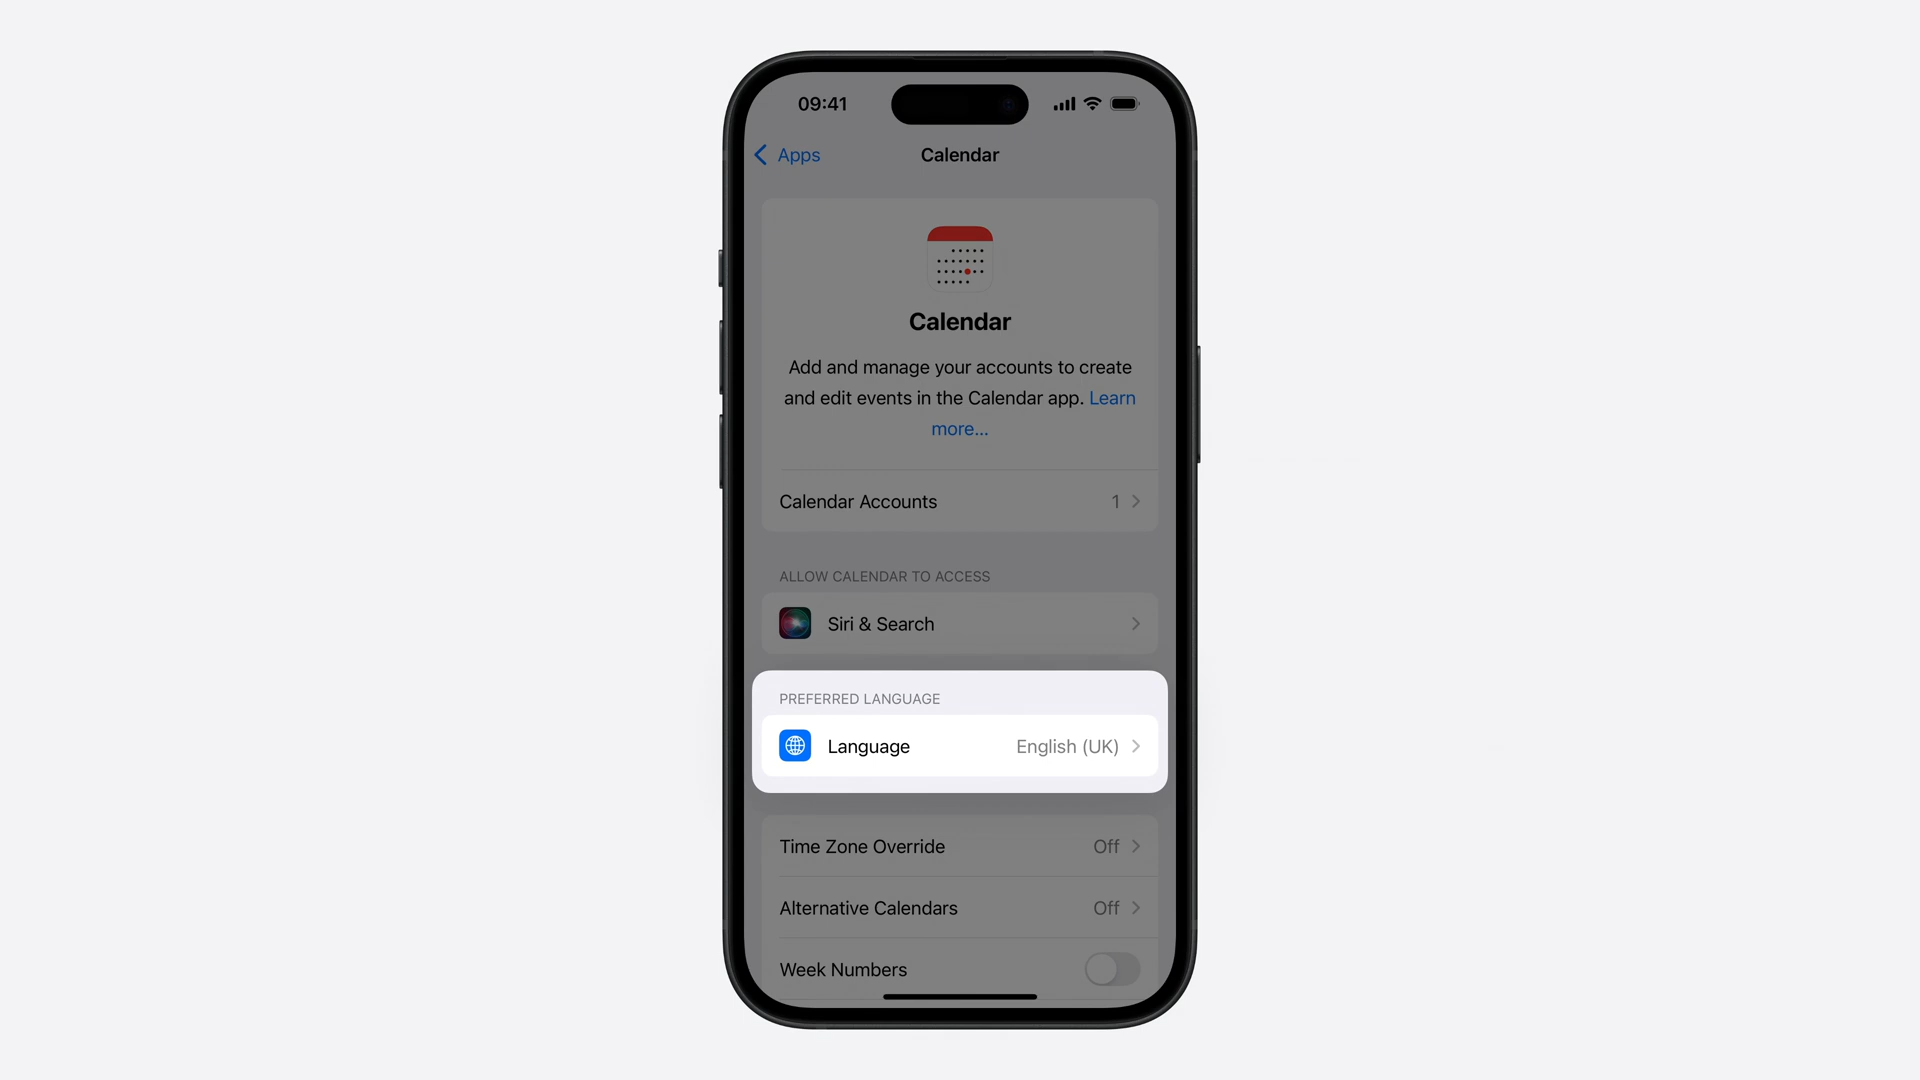 09:41
Apps
Calendar
Calendar
Add and manage your accounts to create
and edit events in the Calendar app. Learn
more...
Calendar Accounts 1
ALLOW CALENDAR TO ACCESS
Siri & Search
PREFERRED LANGUAGE
Language English (UK)
Time Zone Override Off
Alternative Calendars Off
Week Numbers